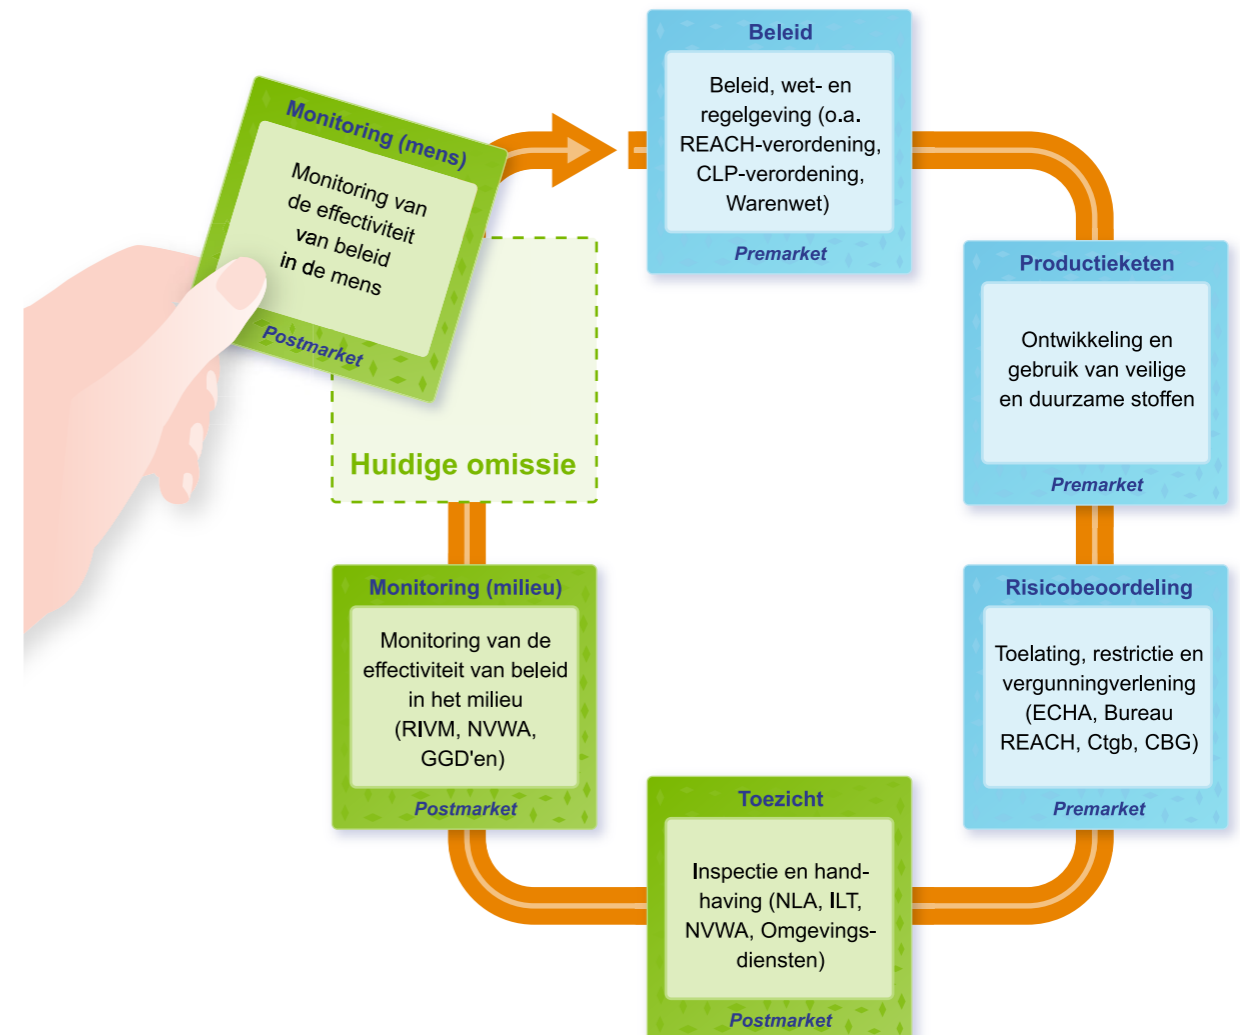 Beleid
Beleid, wet- en
regelgeving (o.a.
REACH-verordening,
CLP-verordening,
Warenwet)
Premarket
Productieketen
Ontwikkeling en
gebruik van veilige
en duurzame stoffen
Premarket
Risicobeoordeling
Toelating, restrictie en
vergunningverlening
(ECHA, Bureau
REACH, Ctgb, CBG)
Premarket
Toezicht
Inspectie en hand-
having (NLA, ILT,
NVWA, Omgevings-
diensten)
Postmarket
Monitoring (milieu)
Monitoring van de
effectiviteit van beleid
in het milieu
(RIVM, NVWA,
GGD'en)
Postmarket
Huidige omissie
Monitoring (mens)
Monitoring van
de effectiviteit
van beleid
in de mens
Postmarket